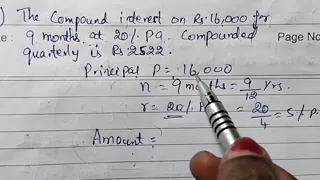 ) The Compound interest on Rs.16,000 for
9 months at 20% PA. Compounded
quarterly is Rs 2522.
Page No
Principal P = 16,000
n = 9 months = 9/12 Yrs.
r = 20% P = 20/4 = 5% P
Amount =